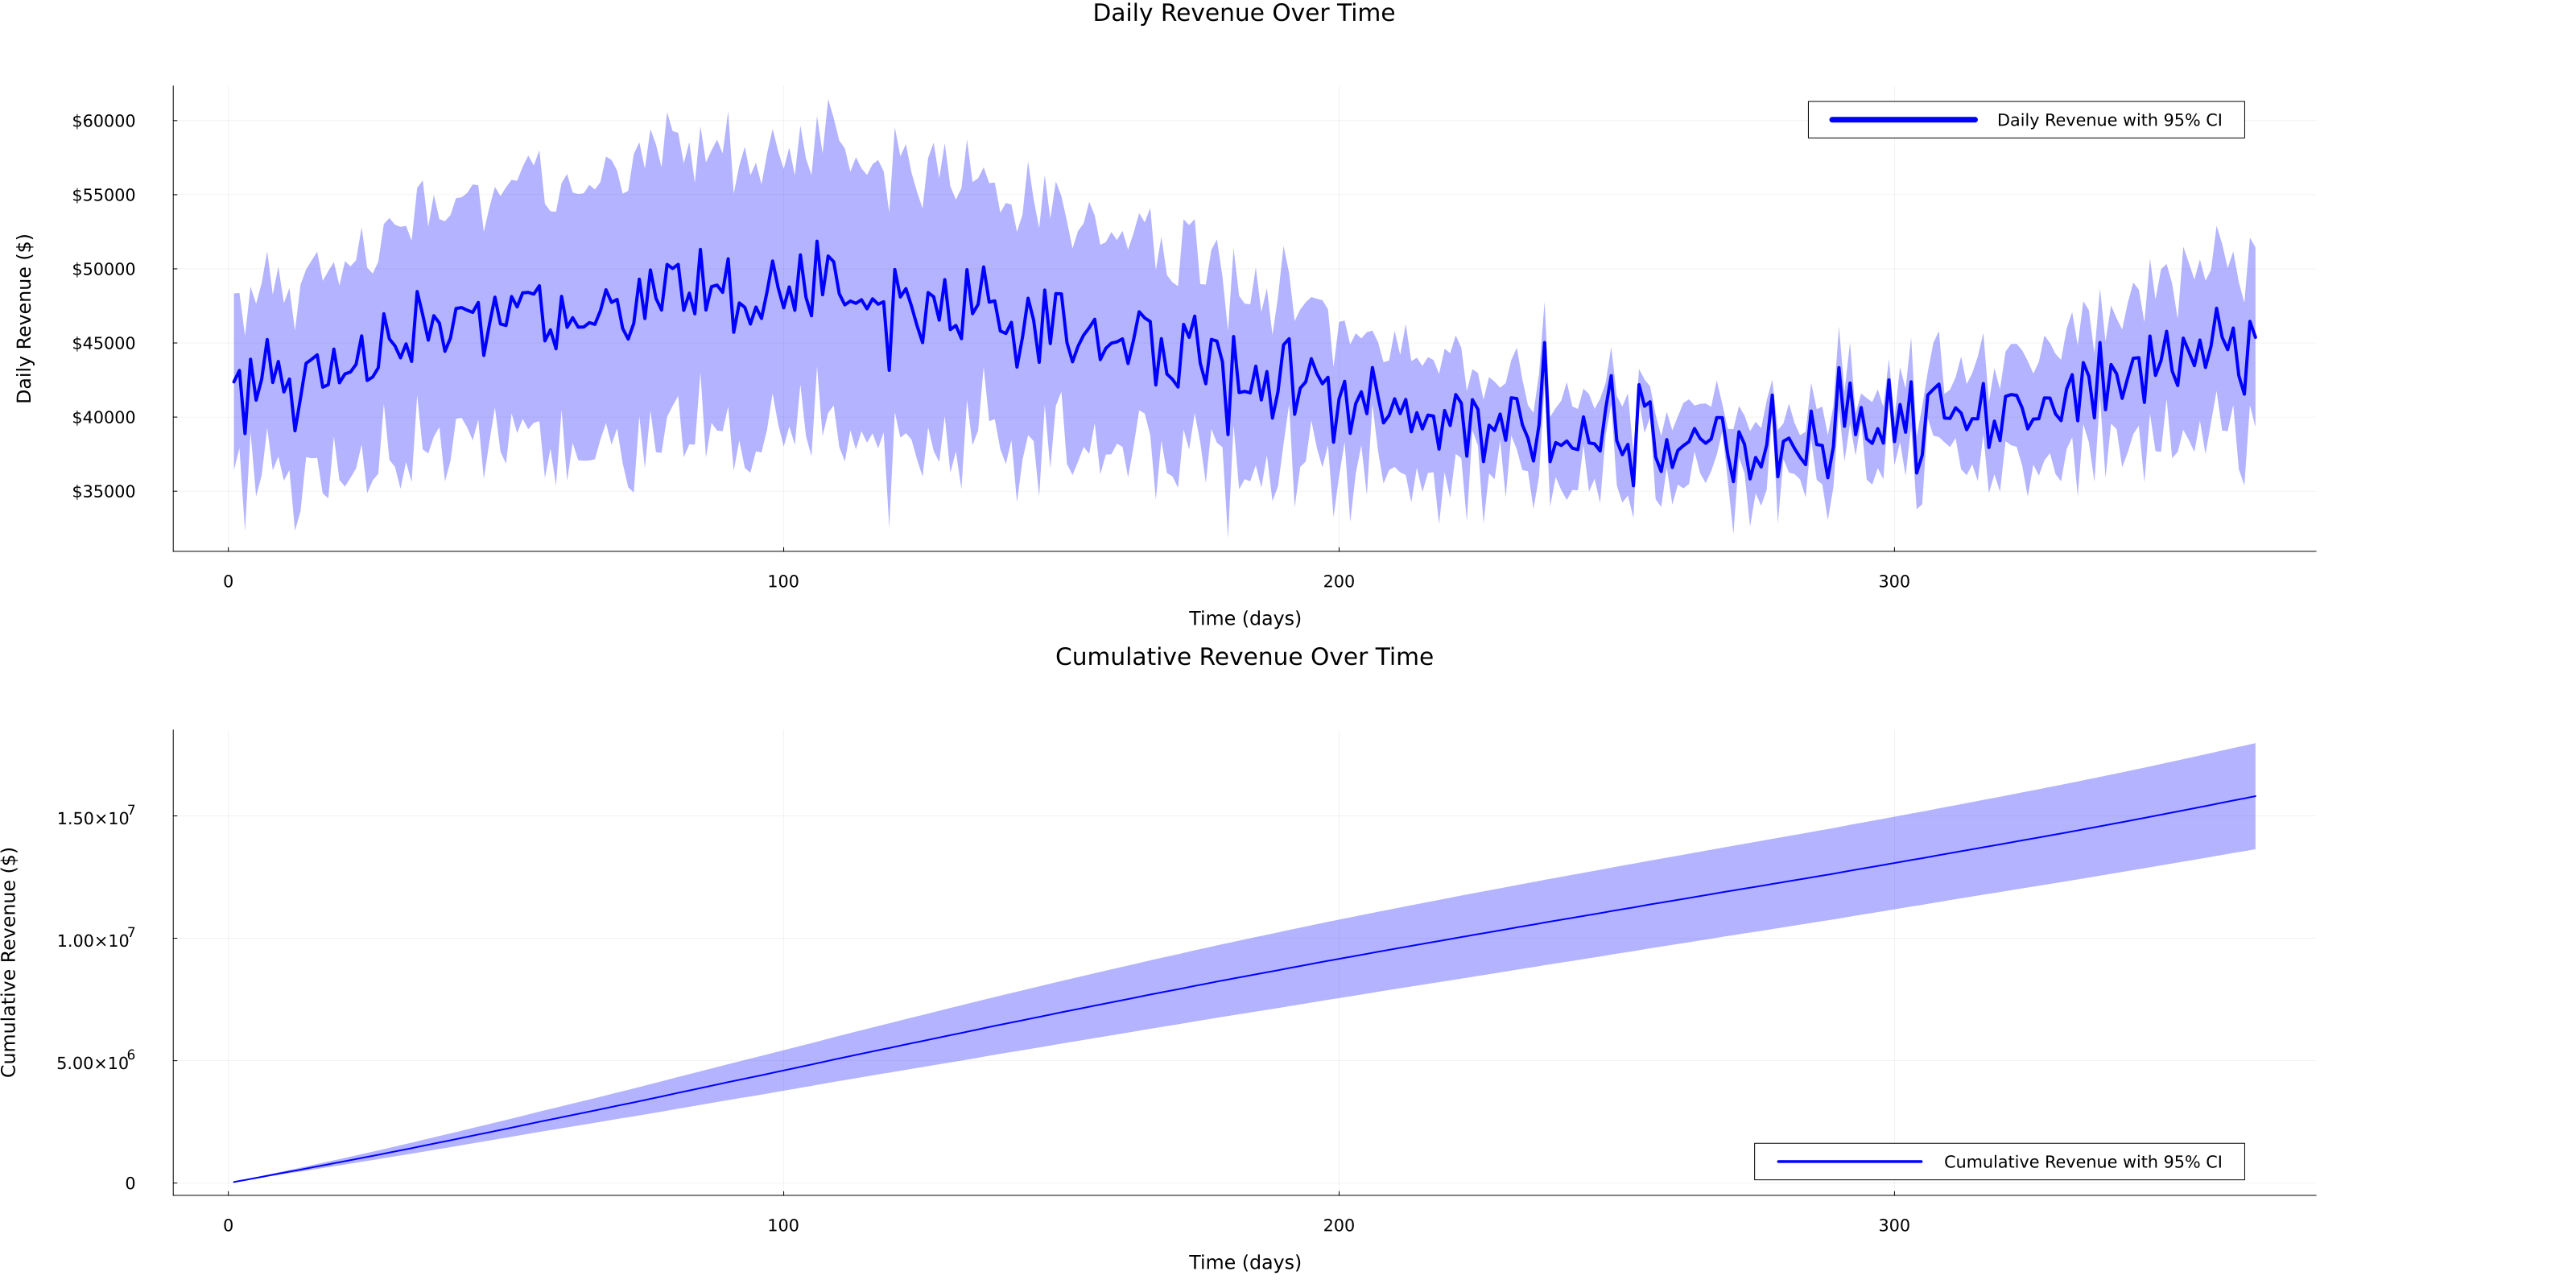 Daily Revenue Over Time
Daily Revenue ($)
$60000
$55000
$50000
$45000
$40000
$35000
Daily Revenue with 95% CI
0 100 200 300
Time (days)
Cumulative Revenue Over Time
Cumulative Revenue ($)
1.50×10⁷
1.00×10⁷
5.00×10⁶
0
Cumulative Revenue with 95% CI
0 100 200 300
Time (days)